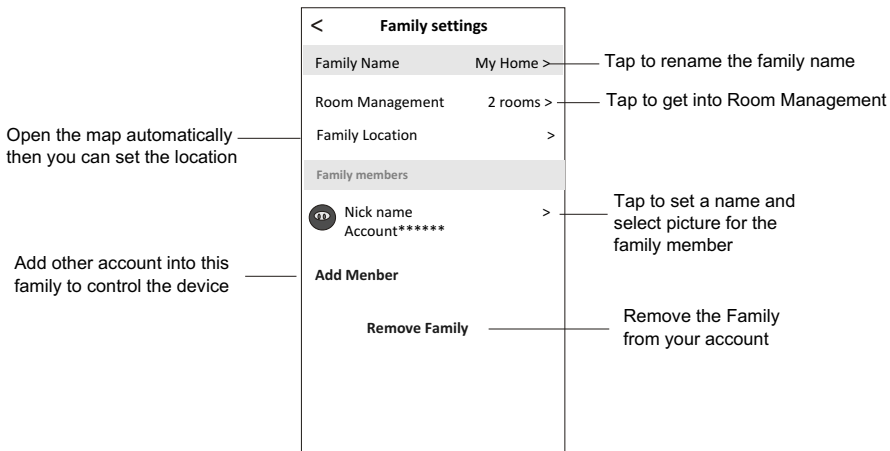 < Family settings
Family Name My Home >
Tap to rename the family name
Room Management 2 rooms >
Tap to get into Room Management
Open the map automatically
then you can set the location
Family Location >
Family members
Nick name >
Account******
Tap to set a name and
select picture for the
family member
Add other account into this
family to control the device
Add Menber
Remove Family
Remove the Family
from your account